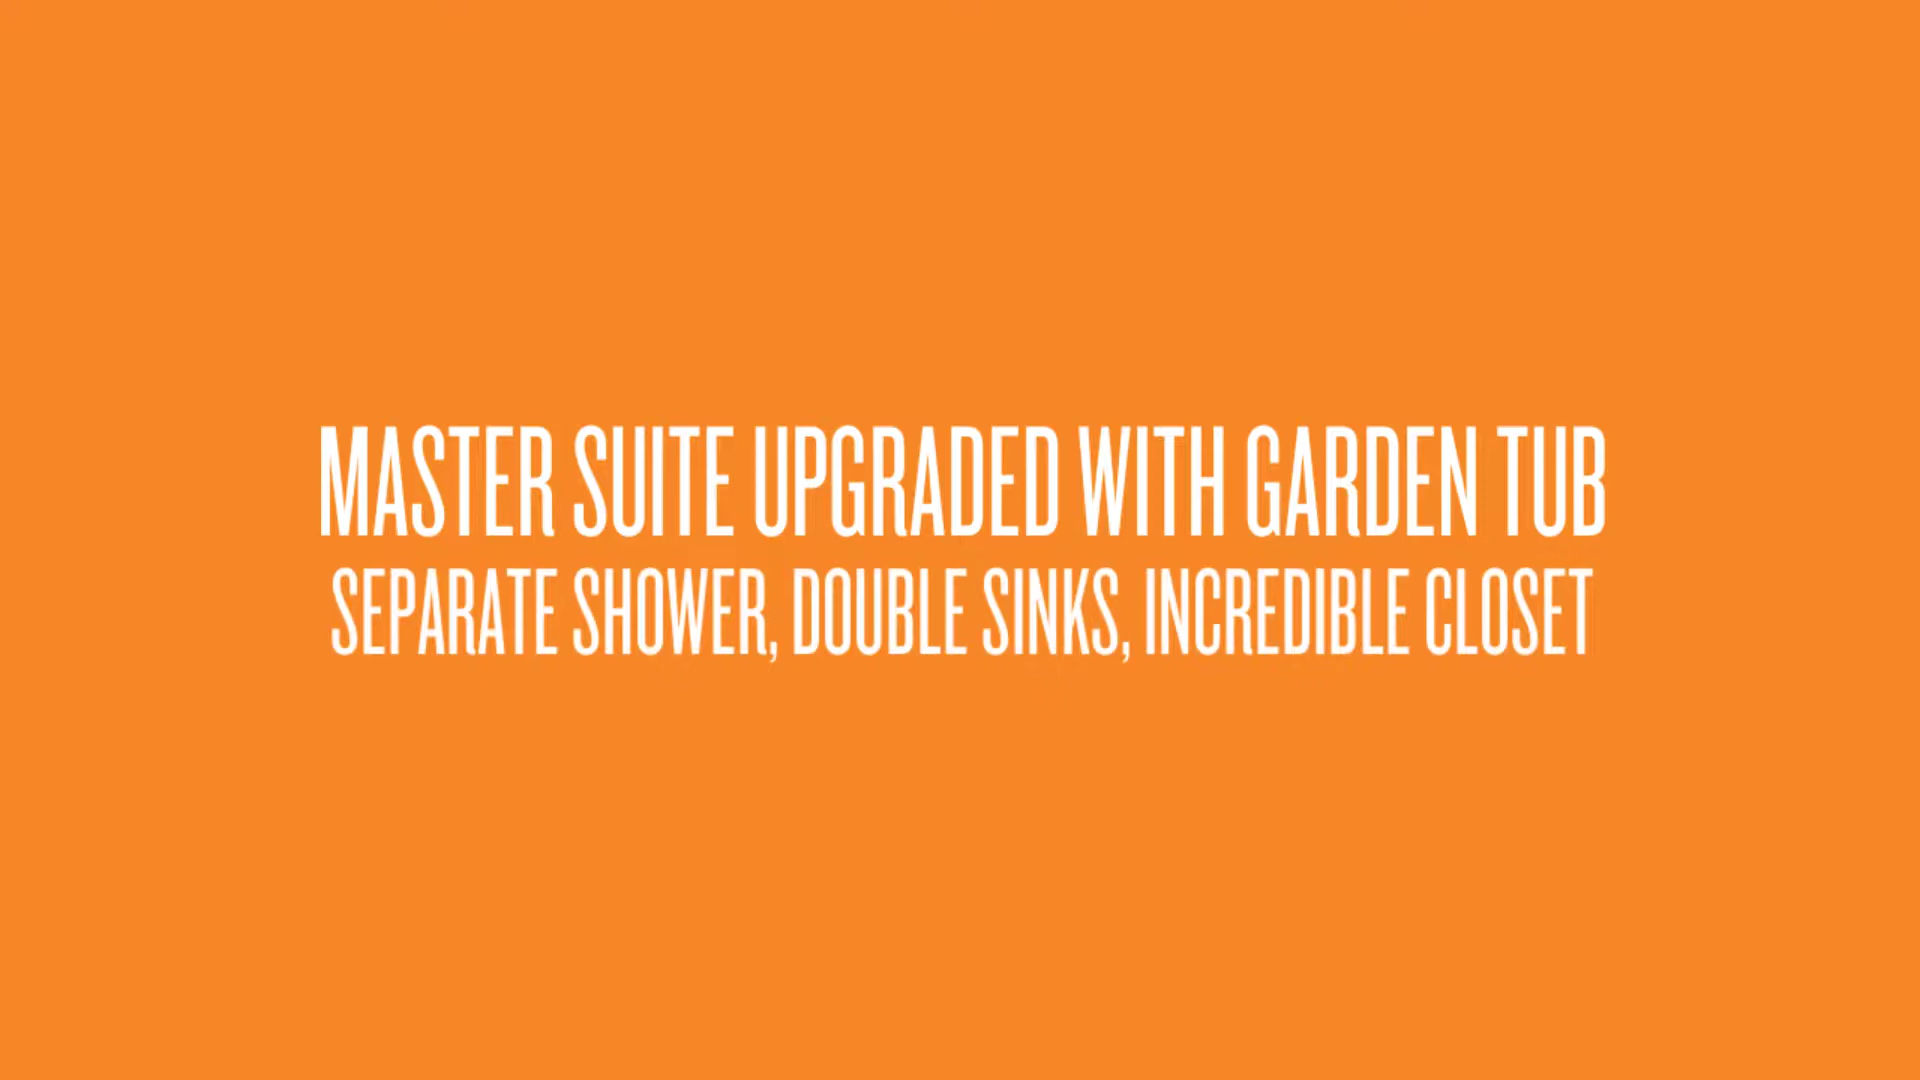 MASTER SUITE UPGRADED WITH GARDEN TUB
SEPARATE SHOWER, DOUBLE SINKS, INCREDIBLE CLOSET